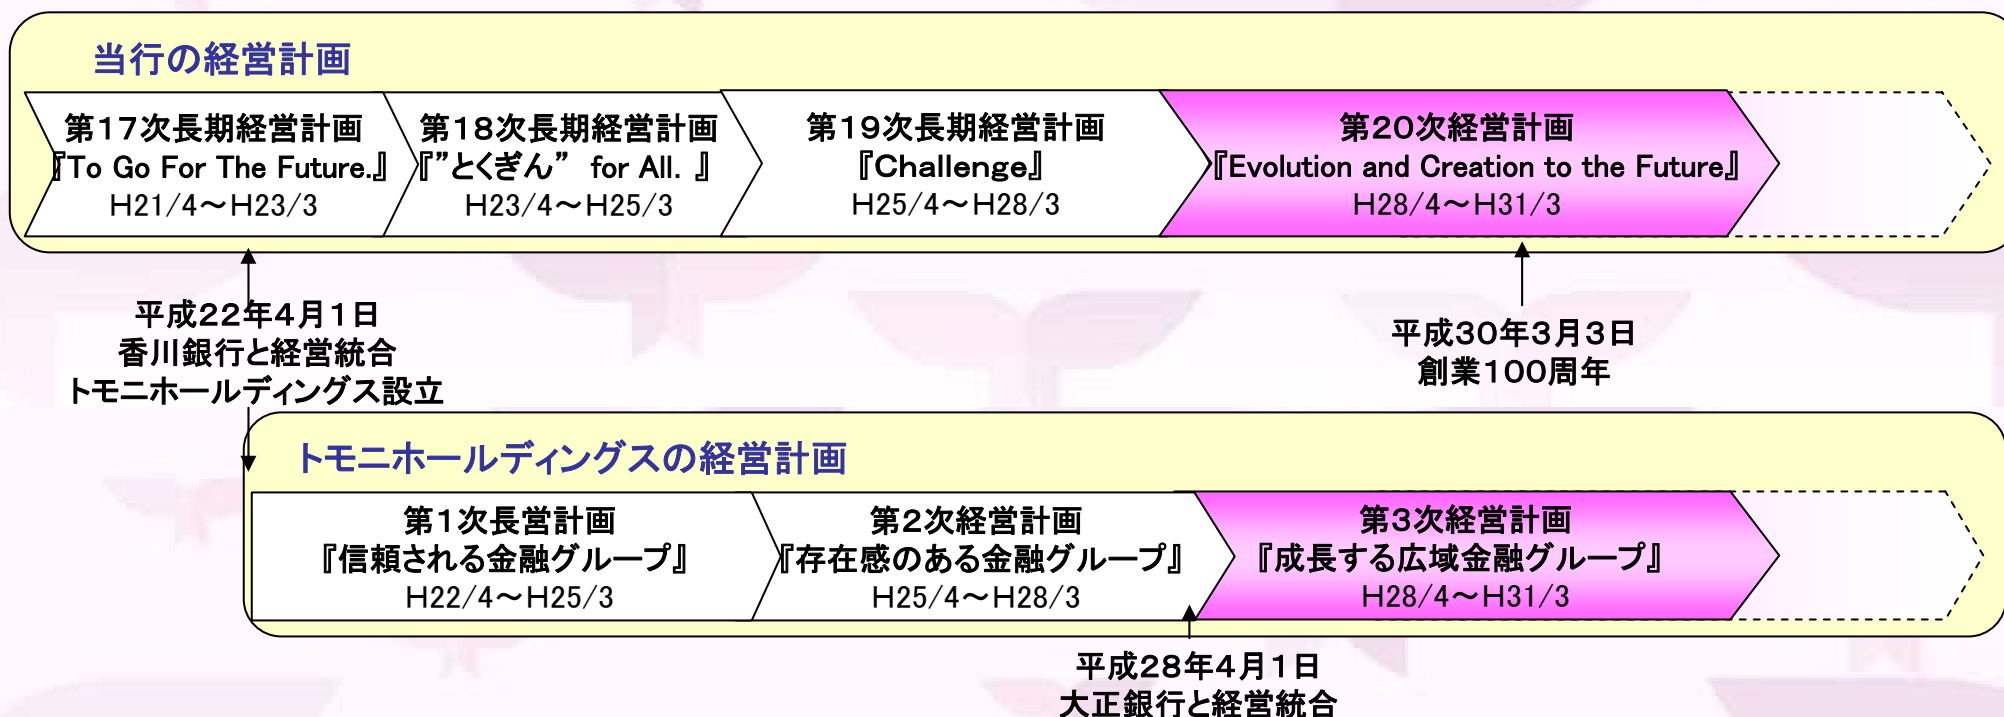 当行の経営計画
第17次長期経営計画
『To Go For The Future.』
H21/4～H23/3
第18次長期経営計画
『”とくぎん” for All. 』
H23/4～H25/3
第19次長期経営計画
『Challenge』
H25/4～H28/3
第20次経営計画
『Evolution and Creation to the Future』
H28/4～H31/3
平成22年4月1日
香川銀行と経営統合
トモニホールディングス設立
平成30年3月3日
創業100周年
トモニホールディングスの経営計画
第1次長営計画
『信頼される金融グループ』
H22/4～H25/3
第2次経営計画
『存在感のある金融グループ』
H25/4～H28/3
第3次経営計画
『成長する広域金融グループ』
H28/4～H31/3
平成28年4月1日
大正銀行と経営統合